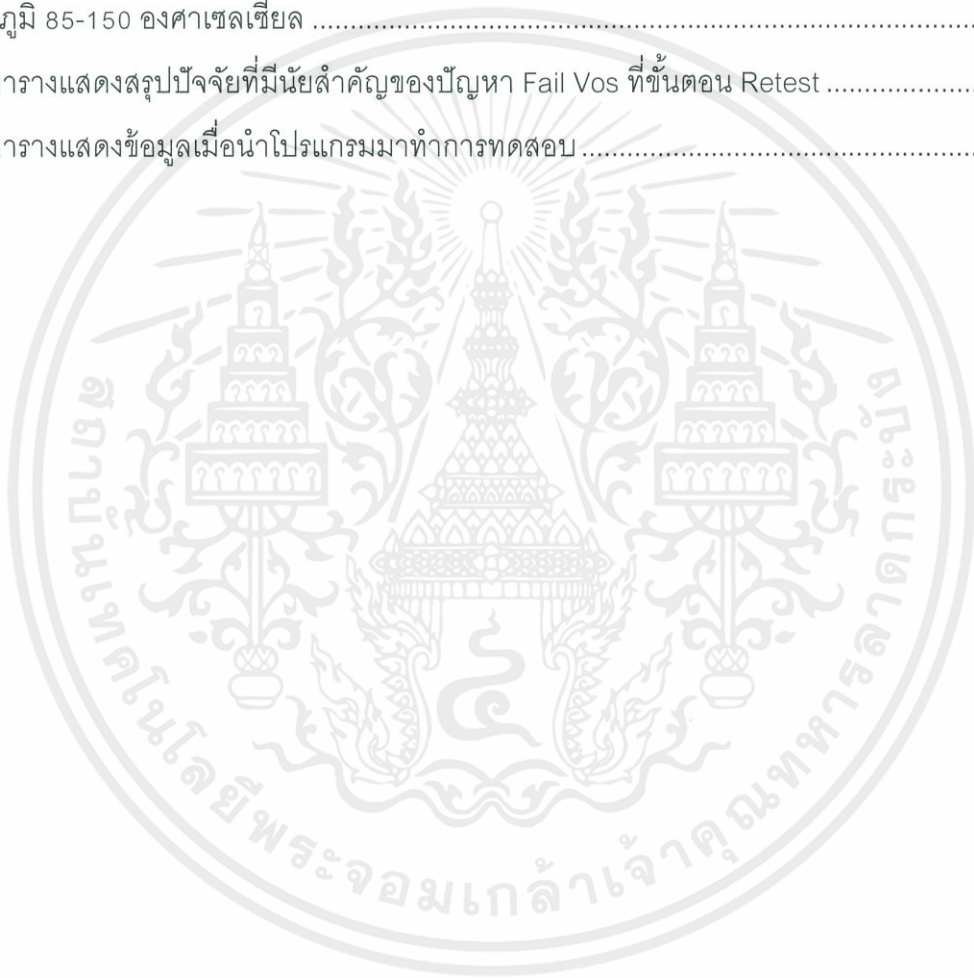 ภูมิ 85-150 องศาเซลเซียล ........................................................................................
ารางแสดงสรุปปัจจัยที่มีนัยสำคัญของปัญหา Fail Vos ที่ขั้นตอน Retest ....................
ารางแสดงข้อมูลเมื่อนำโปรแกรมมาทำการทดสอบ .....................................................
สถาบันเทคโนโลยีพระจอมเกล้าเจ้าคุณทหารลาดกระบัง